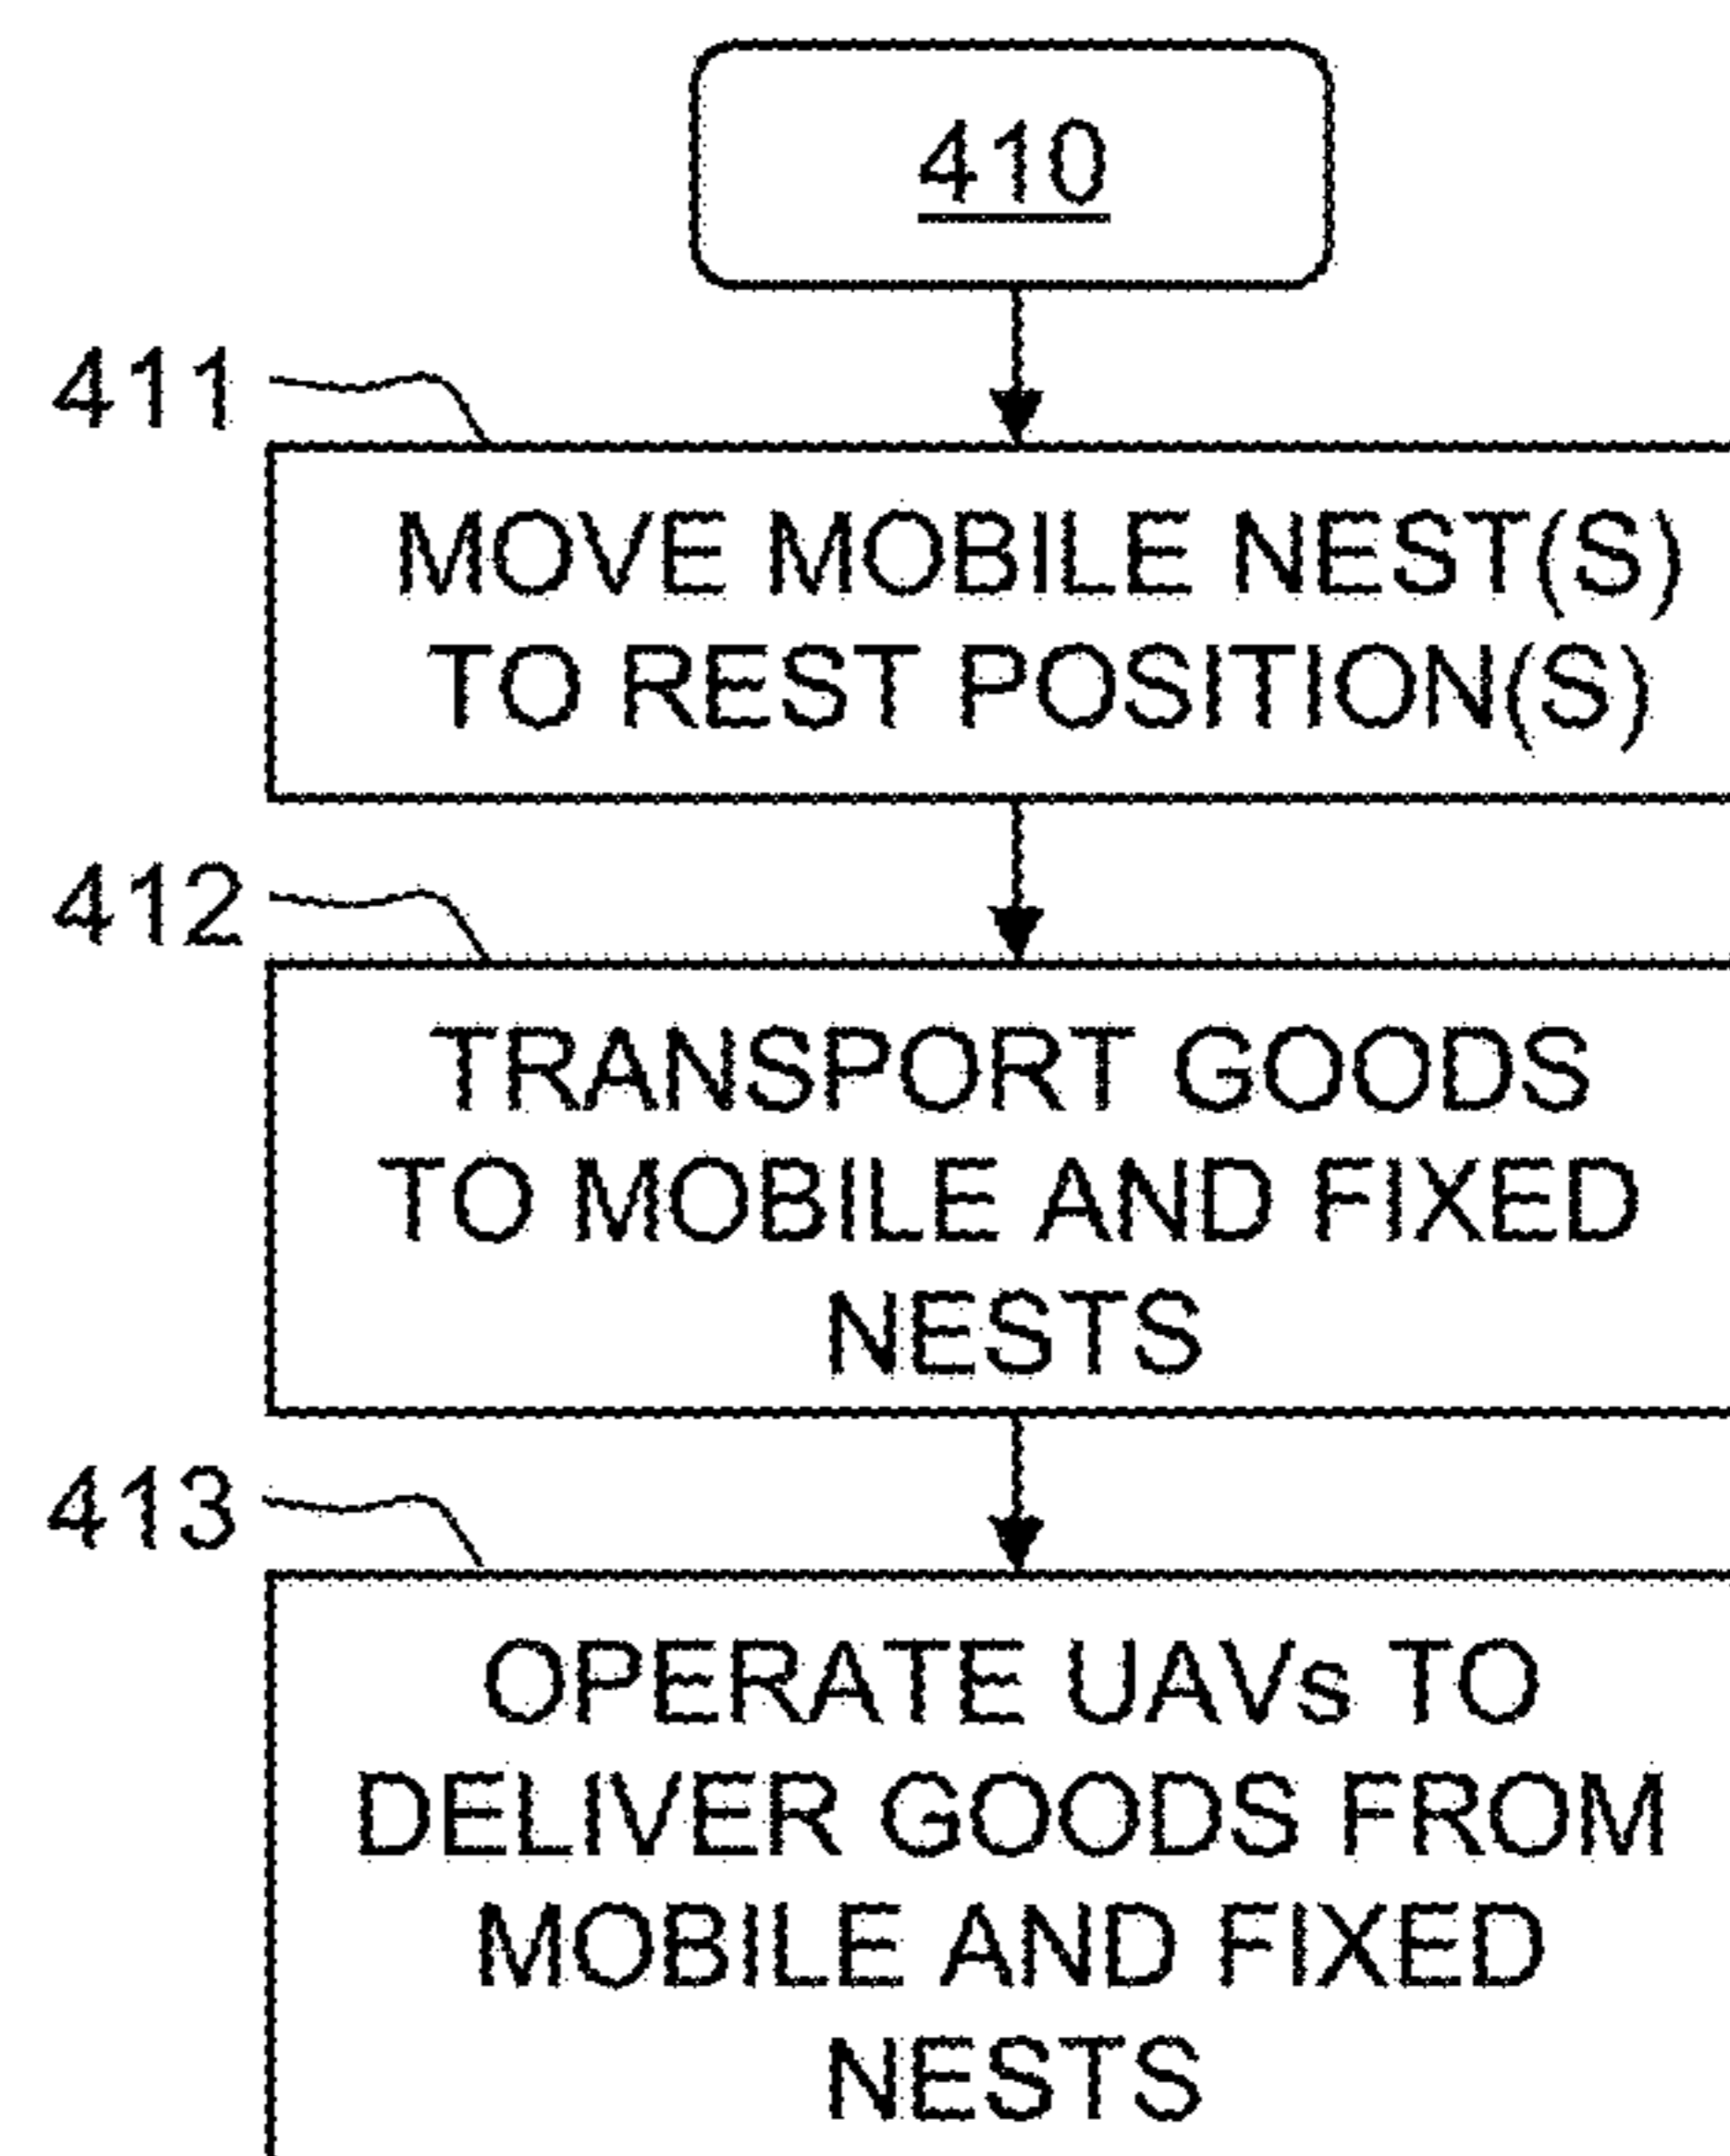 410
411
MOVE MOBILE NEST(S)
TO REST POSITION(S)
412
TRANSPORT GOODS
TO MOBILE AND FIXED
NESTS
413
OPERATE UAVs TO
DELIVER GOODS FROM
MOBILE AND FIXED
NESTS